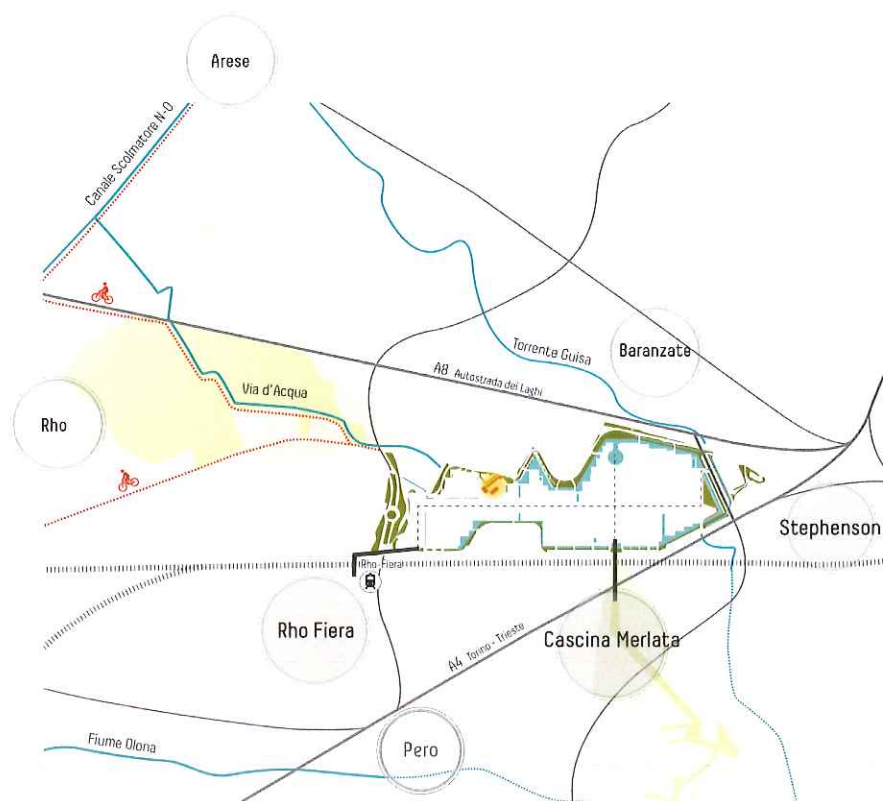 Arese
Canale Scolmatore N-O
Torrente Guisa
Baranzate
A8 Autostrada dei Laghi
Via d'Acqua
Rho
Stephenson
Rho-Fiera
Rho Fiera
Cascina Merlata
A4 Torino - Trieste
Fiume Olona
Pero